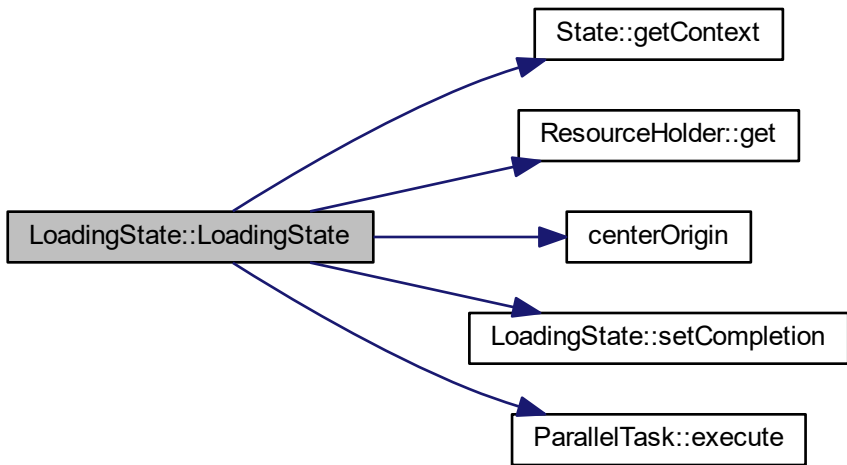 State::getContext
ResourceHolder::get
LoadingState::LoadingState
centerOrigin
LoadingState::setCompletion
ParallelTask::execute